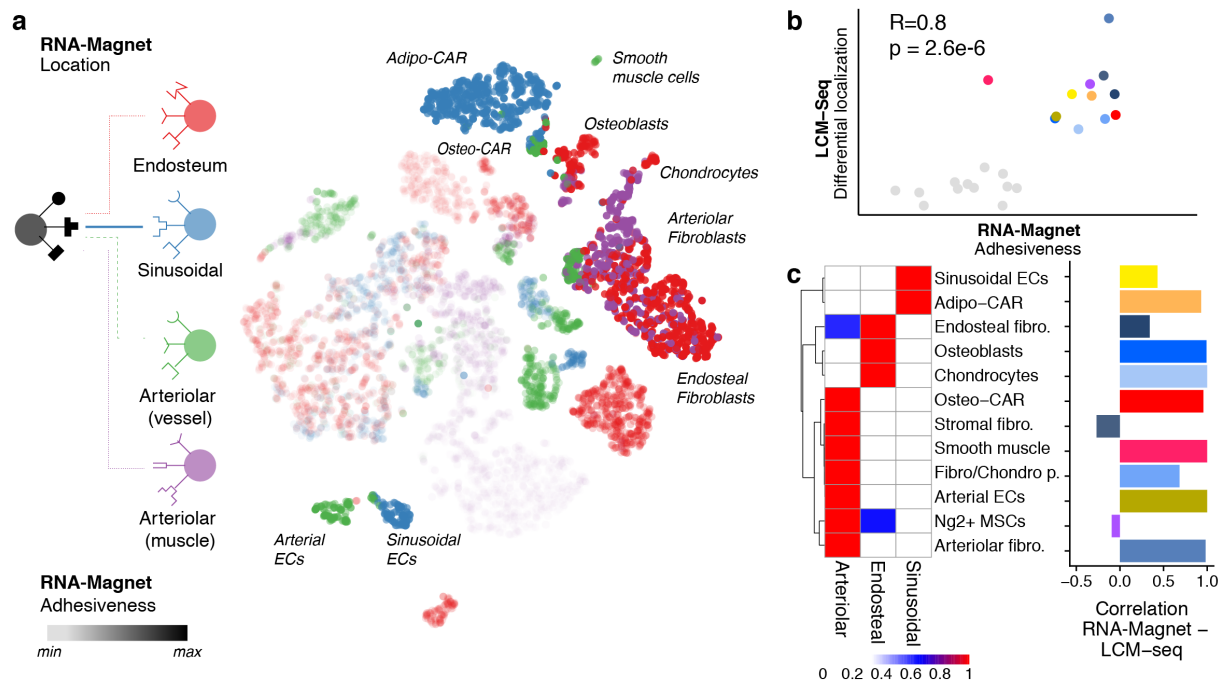 a
RNA-Magnet
Location
Endosteum
Sinusoidal
Arteriolar
(vessel)
Arteriolar
(muscle)
RNA-Magnet
Adhesiveness
min
max
Adipo-CAR
Smooth
muscle cells
Osteoblasts
Osteo-CAR
Chondrocytes
Arteriolar
Fibroblasts
Endosteal
Fibroblasts
Arterial
ECs
Sinusoidal
ECs
b
R=0.8
p = 2.6e-6
LCM–Seq
Differential localization
RNA-Magnet
Adhesiveness
c
Sinusoidal ECs
Adipo−CAR
Endosteal fibro.
Osteoblasts
Chondrocytes
Osteo-CAR
Stromal fibro.
Smooth muscle
Fibro/Chondro p.
Arterial ECs
Ng2+ MSCs
Arteriolar fibro.
Arteriolar
Endosteal
Sinusoidal
0 0.2 0.4 0.6 0.8 1
−0.5 0.0 0.5 1.0
Correlation
RNA-Magnet –
LCM–seq